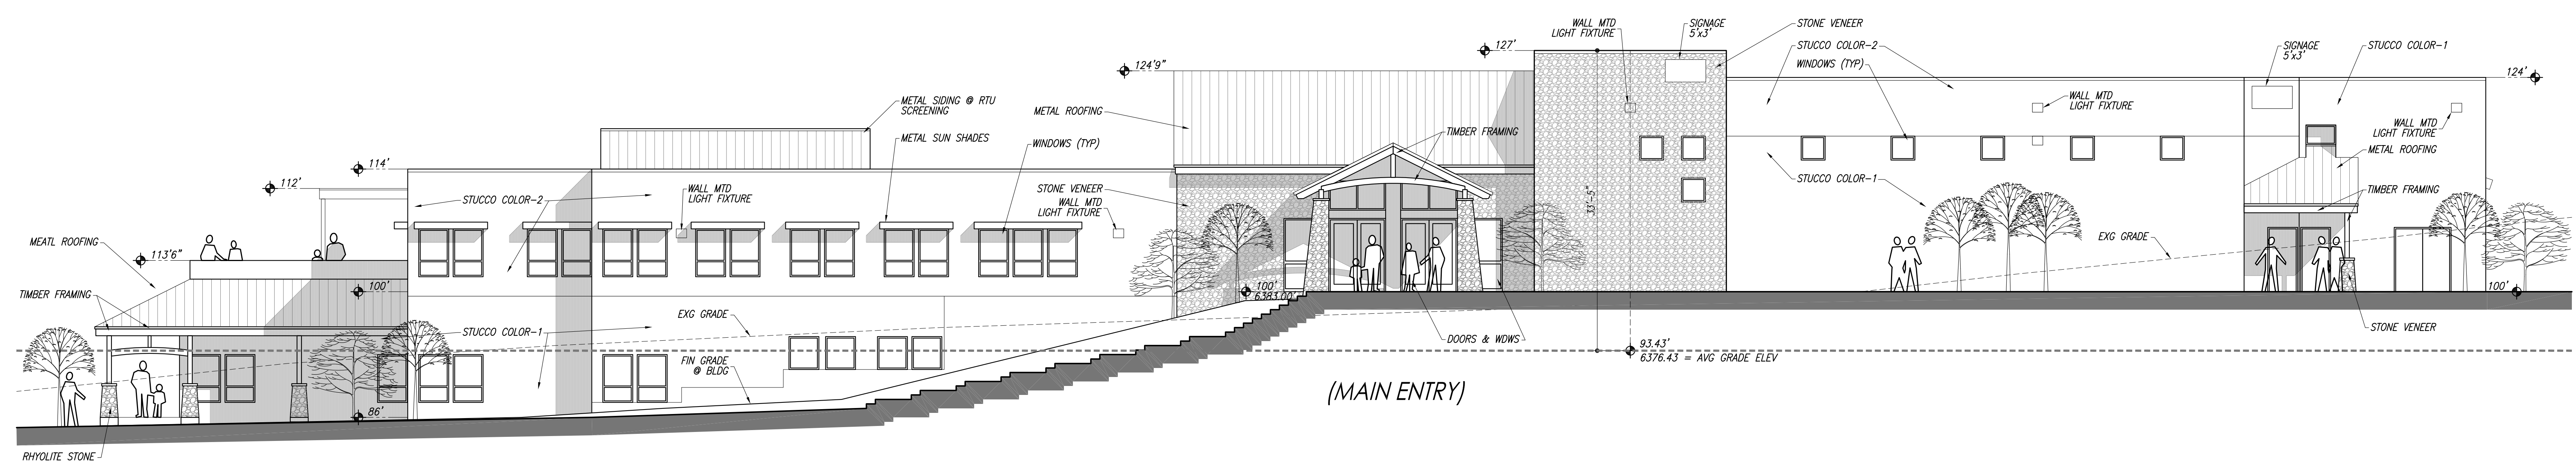 MEATL ROOFING
113'6"
TIMBER FRAMING
RHYOLITE STONE
112'
114'
100'
86'
STUCCO COLOR-2
STUCCO COLOR-1
METAL SIDING @ RTU
SCREENING
METAL SUN SHADES
WINDOWS (TYP)
WALL MTD
LIGHT FIXTURE
EXG GRADE
FIN GRADE
@ BLDG
124'9"
METAL ROOFING
STONE VENEER
WALL MTD
LIGHT FIXTURE
100'
6383.00'
TIMBER FRAMING
DOORS & WDWS
(MAIN ENTRY)
127'
WALL MTD
LIGHT FIXTURE
SIGNAGE
5'x3'
STONE VENEER
33'-5"
93.43'
6376.43 = AVG GRADE ELEV
STUCCO COLOR-2
WINDOWS (TYP)
STUCCO COLOR-1
WALL MTD
LIGHT FIXTURE
EXG GRADE
SIGNAGE
5'x3'
STUCCO COLOR-1
124'
WALL MTD
LIGHT FIXTURE
METAL ROOFING
TIMBER FRAMING
100'
STONE VENEER